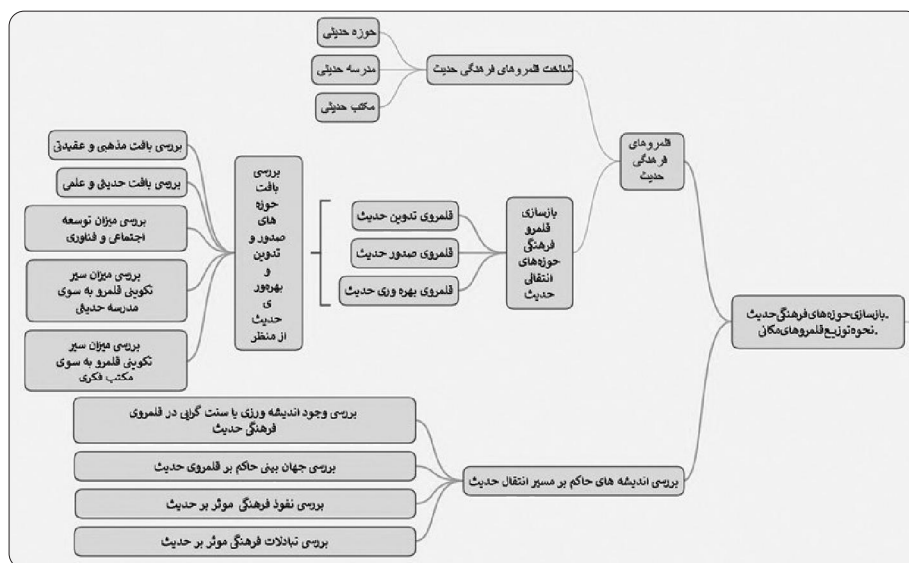 بازسازی حوزه‌های فرهنگی حدیث.
نحوه توزیع قلمروهای مکانی.
قلمروهای
فرهنگی
حدیث
شناخت قلمروهای فرهنگی حدیث
حوزه حدیثی
مدرسه حدیثی
مکتب حدیثی
بازسازی
قلمرو
فرهنگی
حوزه‌های
انتقالی
حدیث
قلمروی تدوین حدیث
قلمروی صدور حدیث
قلمروی بهره وری حدیث
بررسی
بافت
حوزه
های
صدور و
تدوین
و
بهره‌ور
ی
حدیث
از منظر
بررسی بافت مذهبی و عقیدتی
بررسی بافت حدیثی و علمی
بررسی میزان توسعه
اجتماعی و فناوری
بررسی میزان سیر
تکوینی قلمرو به سوی
مدرسه حدیثی
بررسی میزان سیر
تکوینی قلمرو به سوی
مکتب فکری
بررسی اندیشه های حاکم بر مسیر انتقال حدیث
بررسی وجود اندیشه ورزی یا سنت گرایی در قلمروی
فرهنگی حدیث
بررسی جهان بینی حاکم بر قلمروی حدیث
بررسی نفوذ فرهنگی موثر بر حدیث
بررسی تبادلات فرهنگی موثر بر حدیث